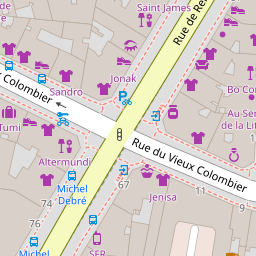 Saint James
Rue de Re
Jonak
Sandro
Bo Co
x Colombier
Au Se
de la Lit
Tumi
Rue du Vieux Colombier
Altermundi
Michel
Debré
67
11
9
76
74
Jenisa
Michel
SFR